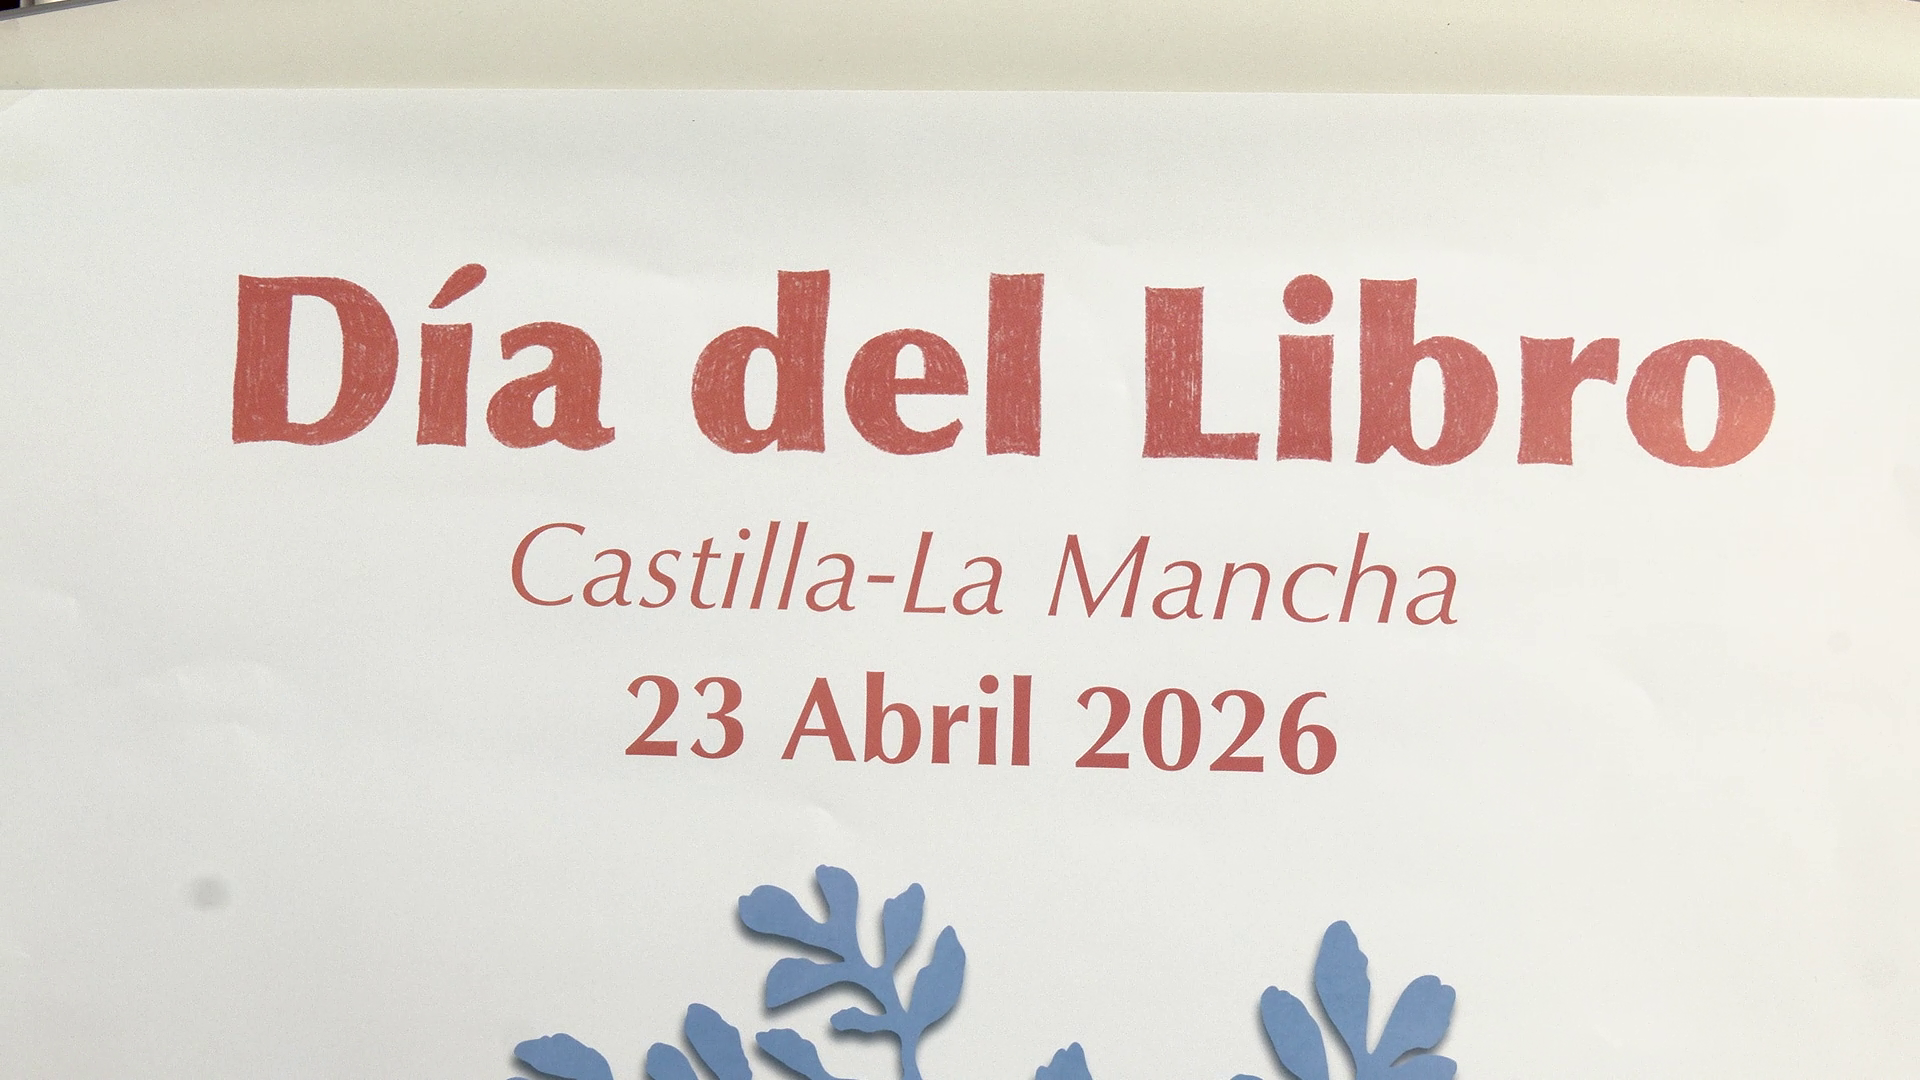 Día del Libro
Castilla-La Mancha
23 Abril 2026